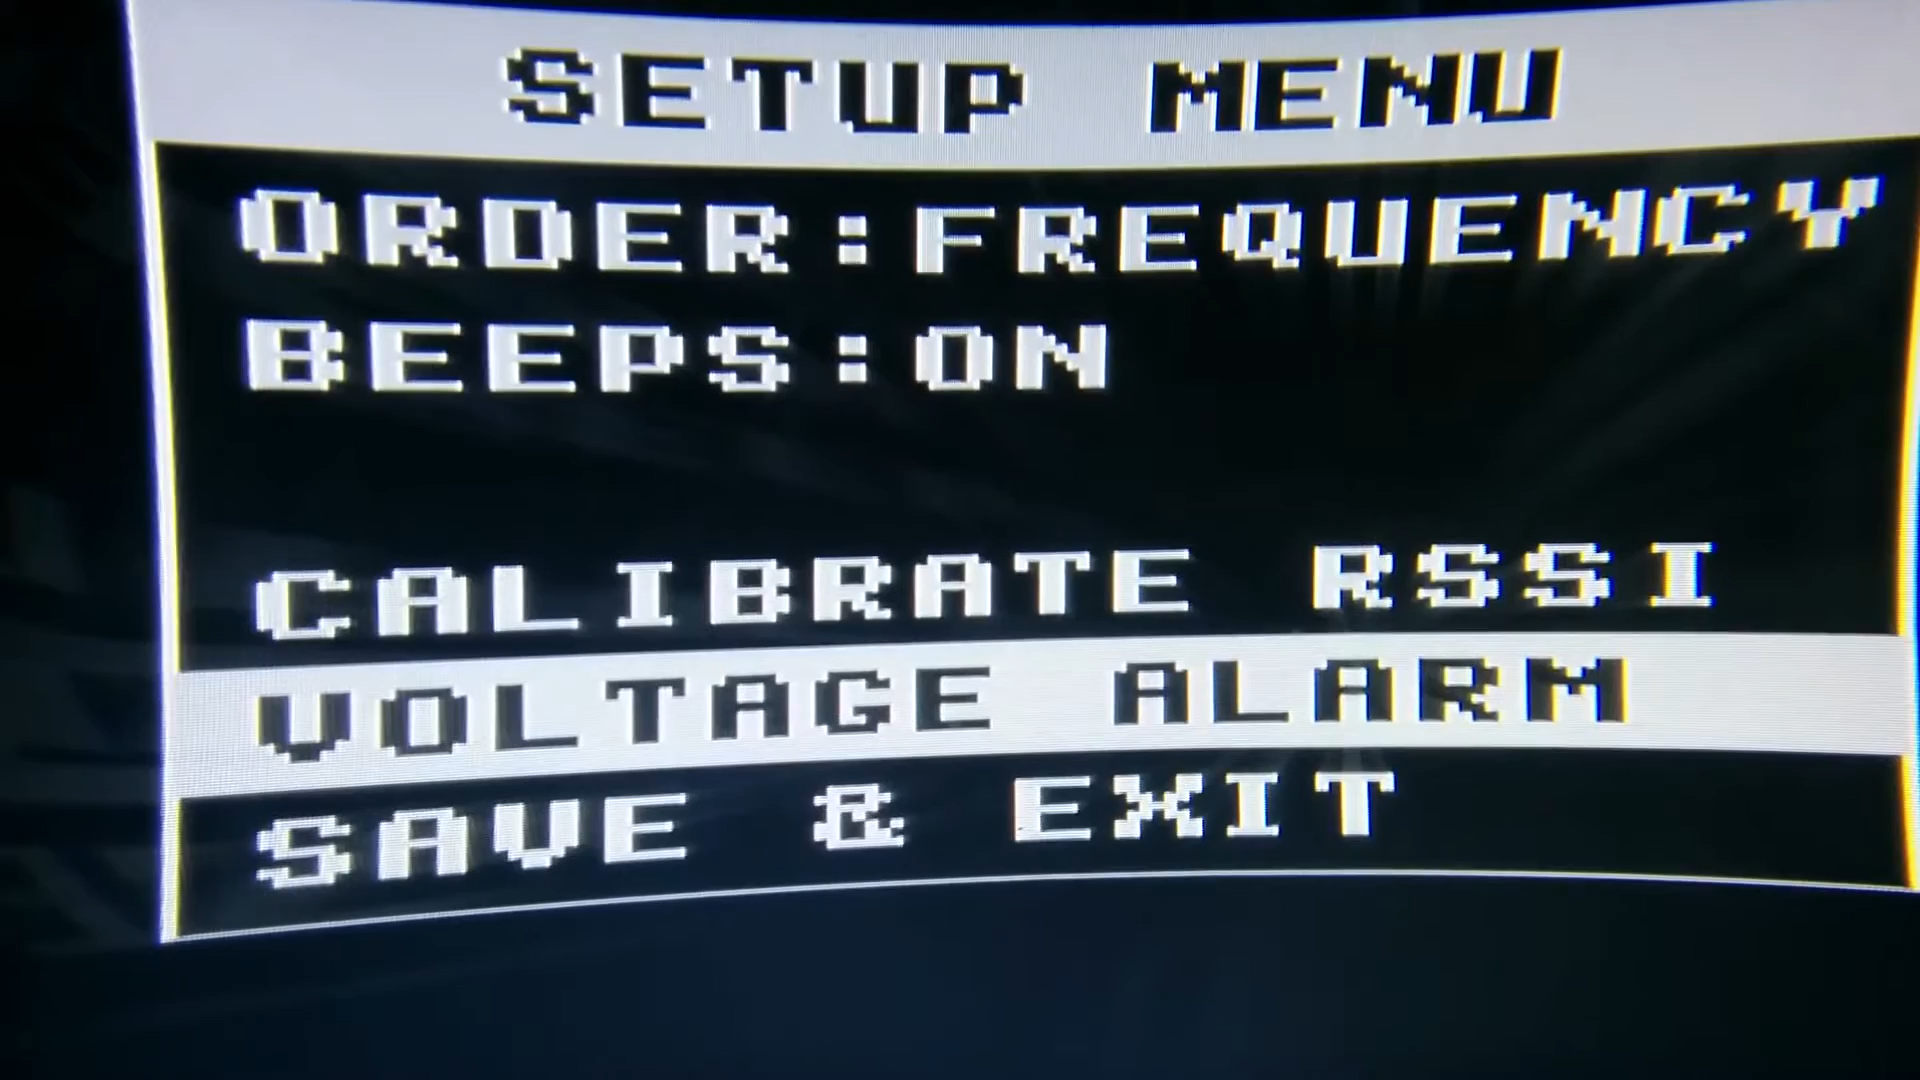 SETUP MENU
ORDER:FREQUENCY
BEEPS:ON
CALIBRATE RSSI
VOLTAGE ALARM
SAVE & EXIT